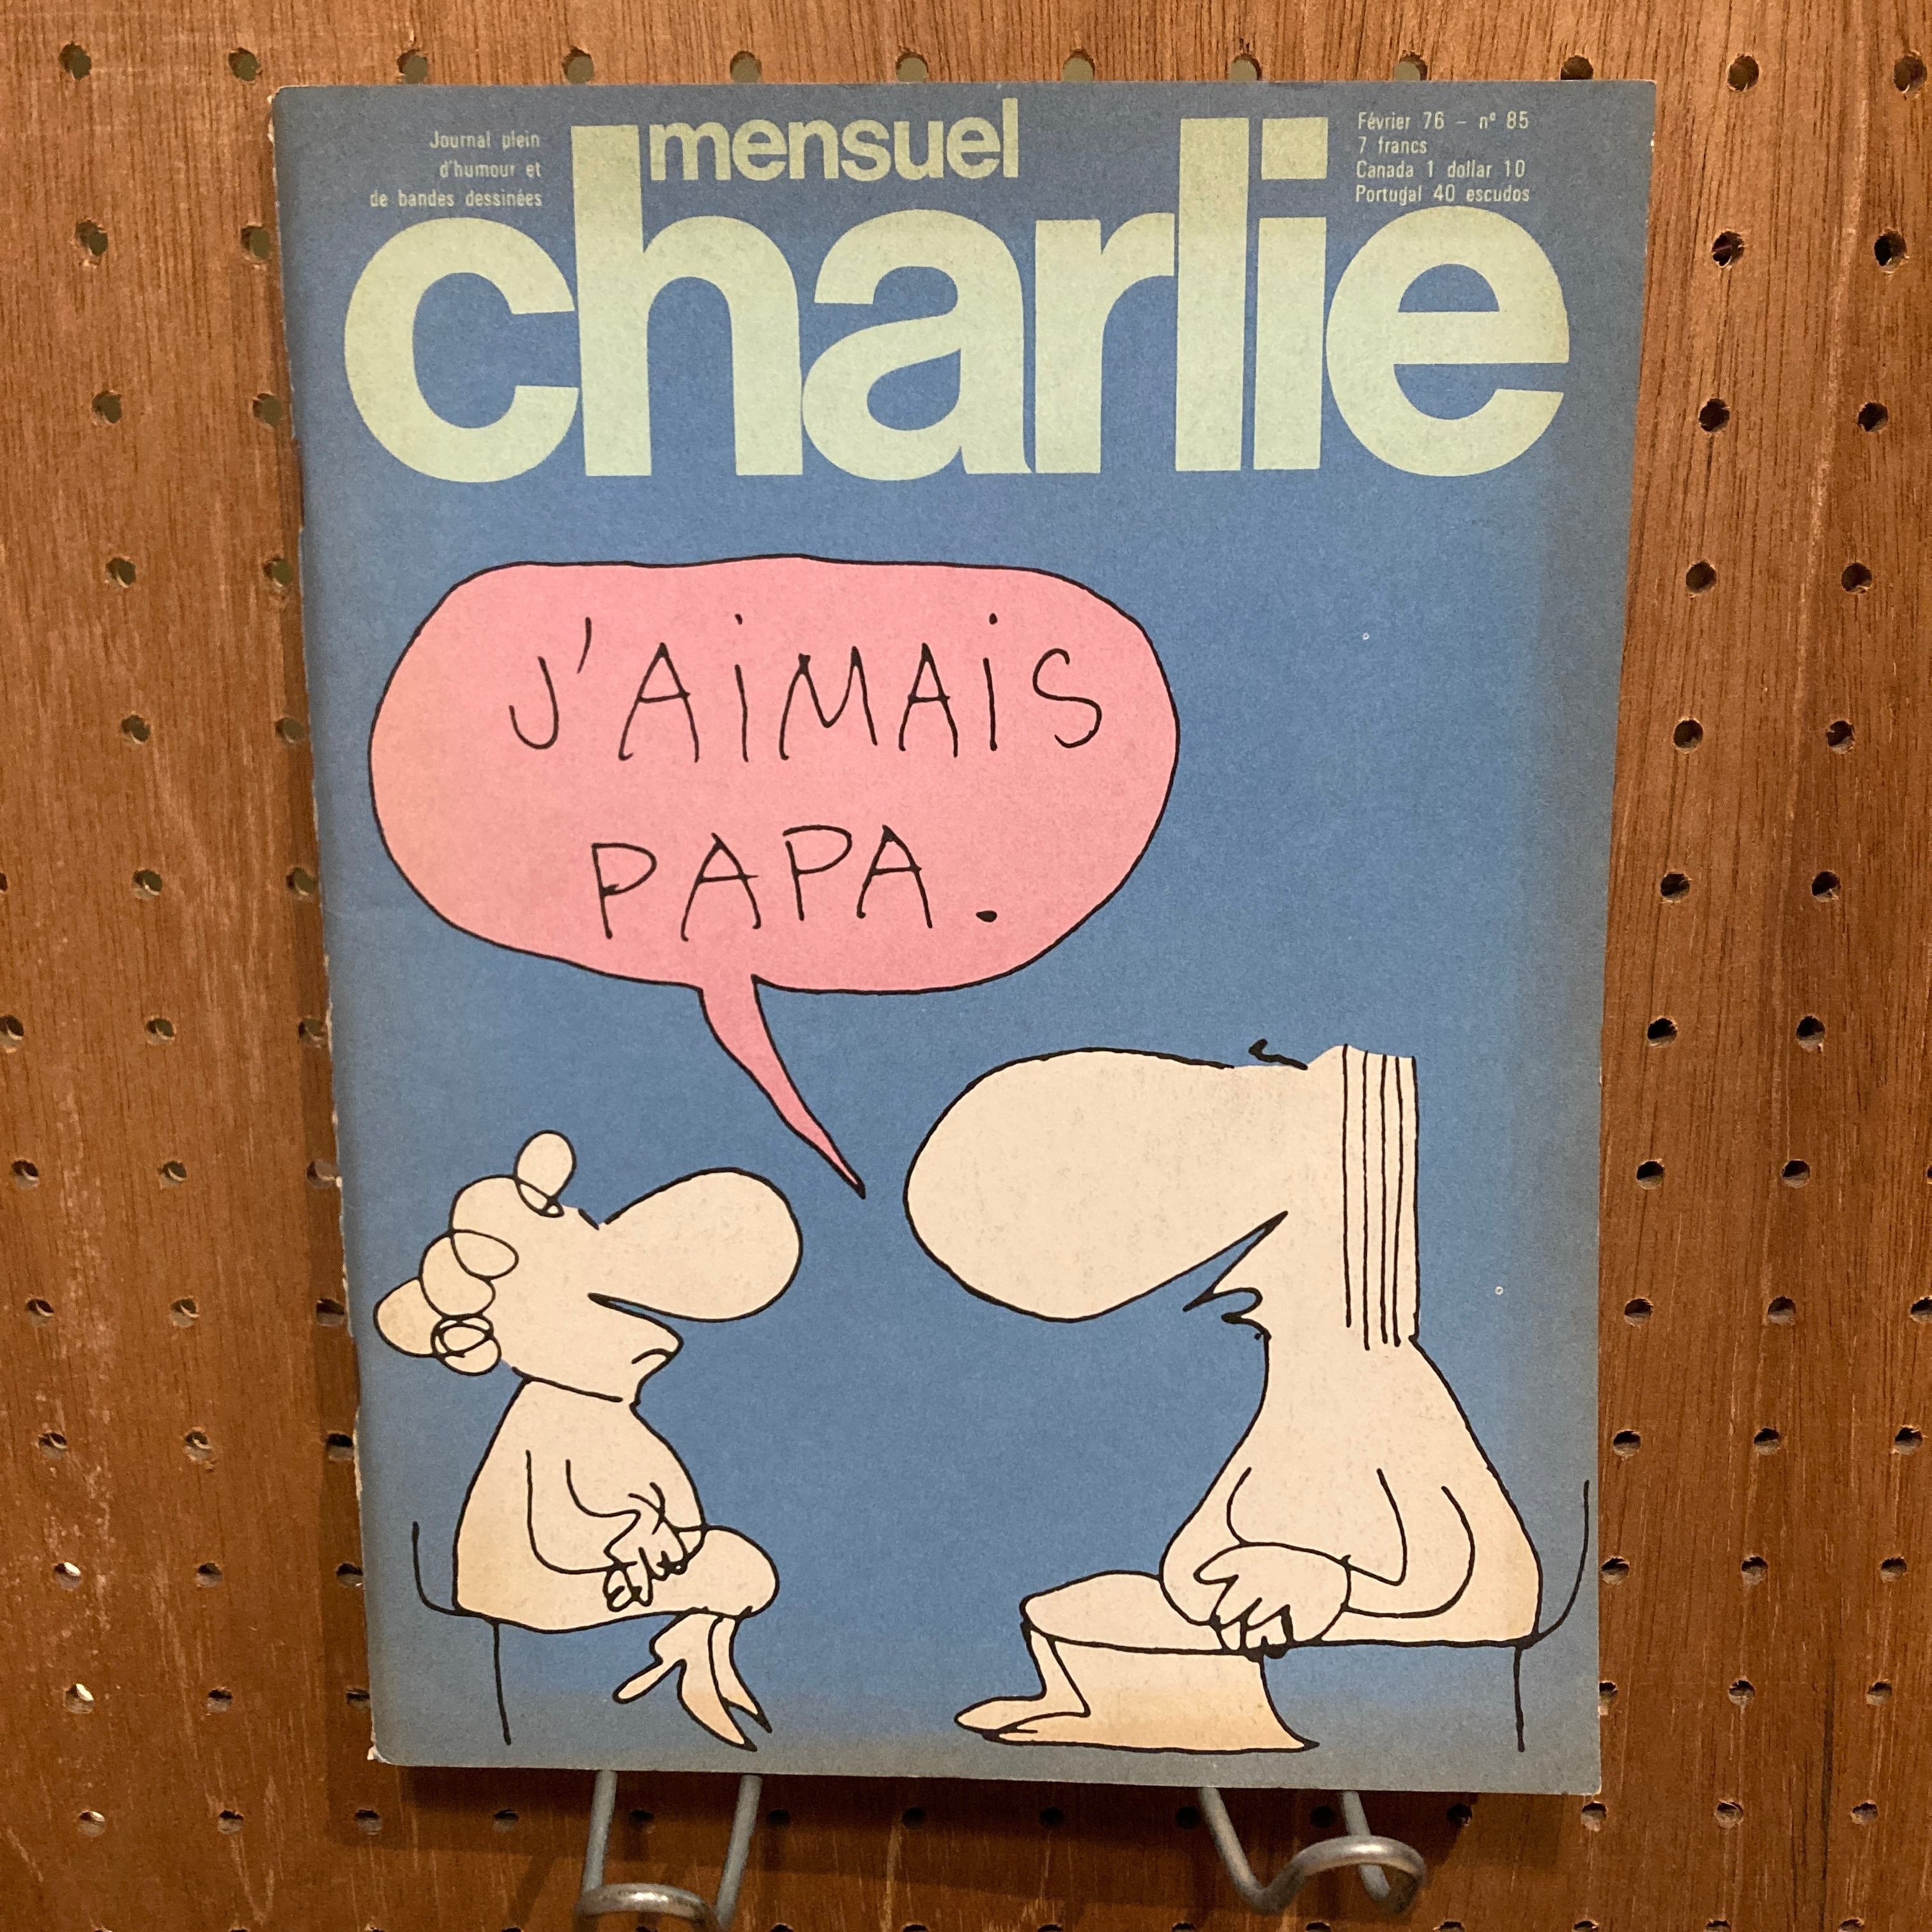 Journal plein
d'humour et
de bandes dessinées
mensuel
charlie
Février 76 - nº 85
7 francs
Canada 1 dollar 10
Portugal 40 escudos
J'AiMAiS
PAPA.